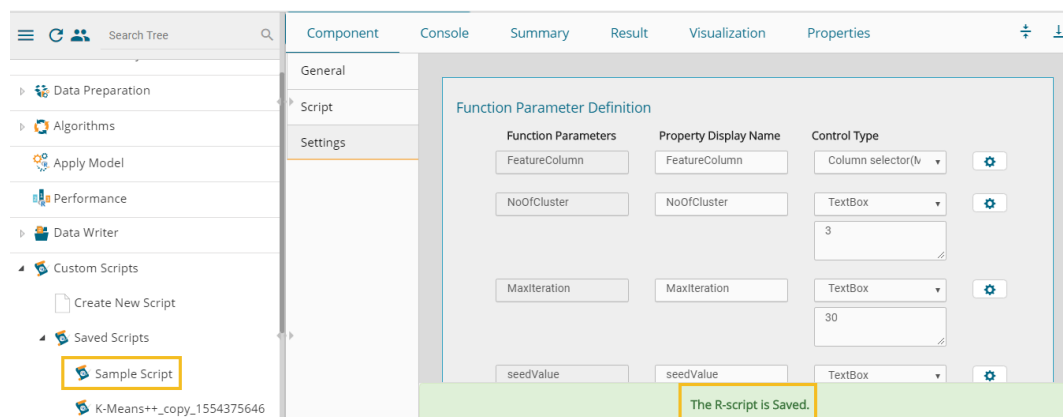 Search Tree
Data Preparation
Algorithms
Apply Model
Performance
Data Writer
Custom Scripts
Create New Script
Saved Scripts
Sample Script
K-Means++_copy_1554375646
Component Console Summary Result Visualization Properties
General
Script
Settings
Function Parameter Definition
Function Parameters Property Display Name Control Type
FeatureColumn FeatureColumn Column selector(M
NoOfCluster NoOfCluster TextBox
3
MaxIteration MaxIteration TextBox
30
seedValue seedValue TextBox
The R-script is Saved.